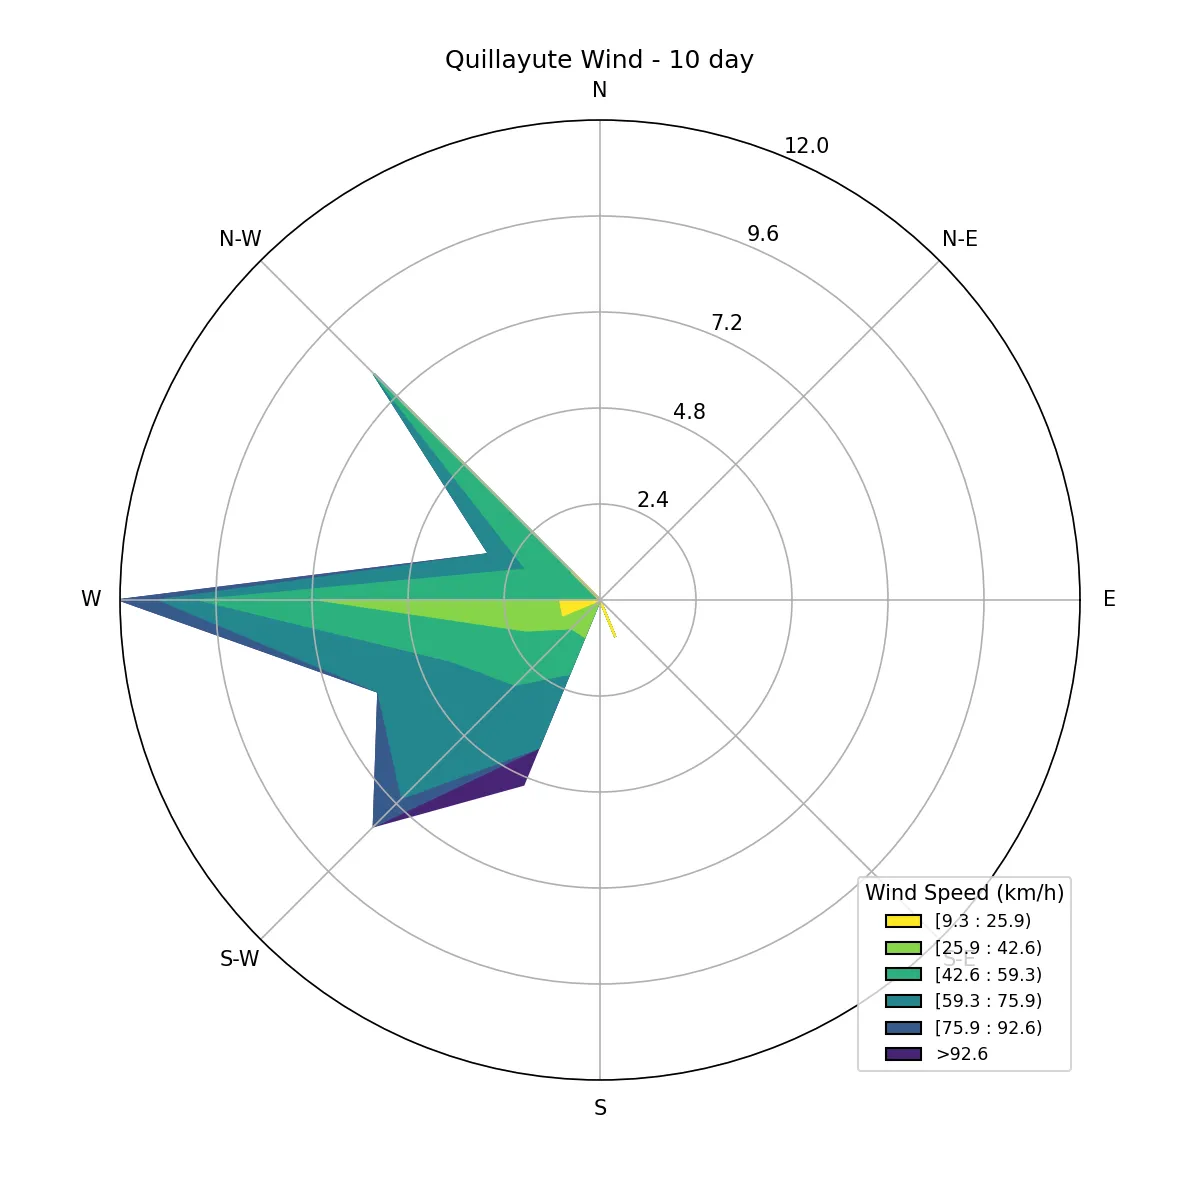 Quillayute Wind - 10 day
N
12.0
N-W
9.6
N-E
7.2
4.8
2.4
W
E
Wind Speed (km/h)
[9.3 : 25.9)
[25.9 : 42.6)
S-W
S-E
[42.6 : 59.3)
[59.3 : 75.9)
[75.9 : 92.6)
>92.6
S